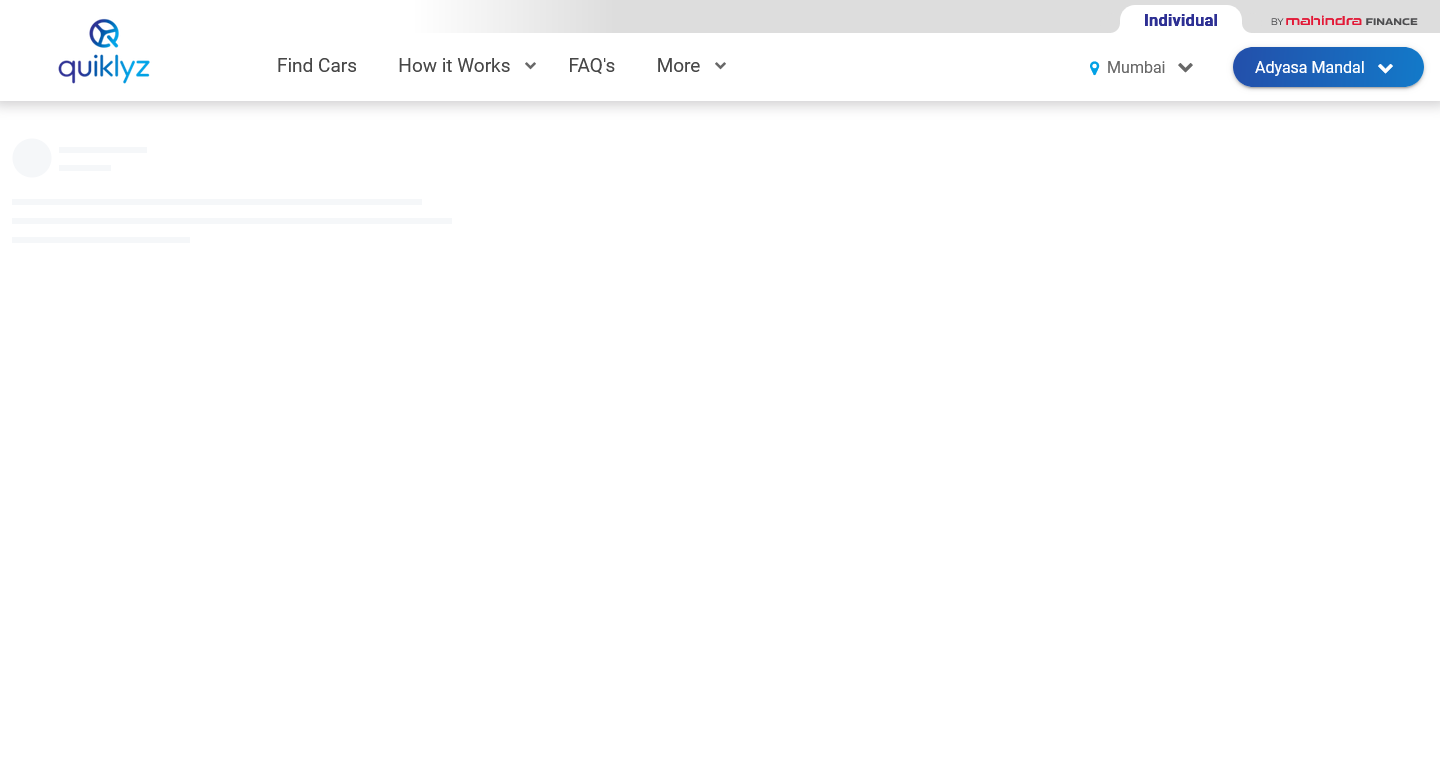 Individual
BY mahindra FINANCE
quiklyz
Find Cars
How it Works
FAQ's
More
Mumbai
Adyasa Mandal